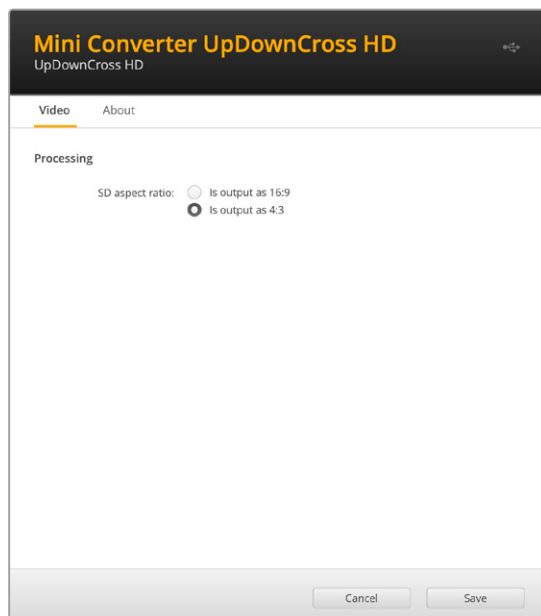 Mini Converter UpDownCross HD
UpDownCross HD
Video About
Processing
SD aspect ratio: Is output as 16:9
Is output as 4:3
Cancel Save